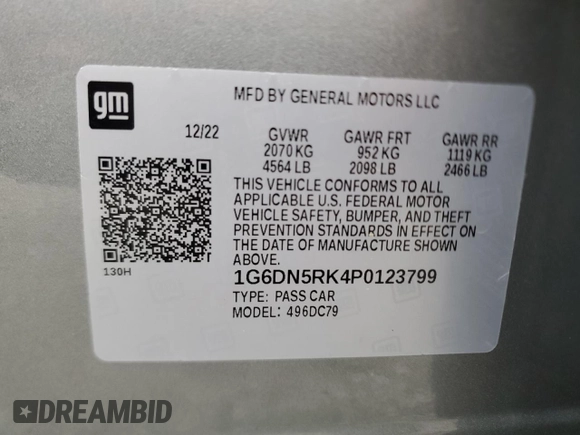 gm
MFD BY GENERAL MOTORS LLC
12/22 GVWR GAWR FRT GAWR RR
2070 KG 952 KG 1119 KG
4564 LB 2098 LB 2466 LB
THIS VEHICLE CONFORMS TO ALL
APPLICABLE U.S. FEDERAL MOTOR
VEHICLE SAFETY, BUMPER, AND THEFT
PREVENTION STANDARDS IN EFFECT ON
THE DATE OF MANUFACTURE SHOWN
ABOVE.
130H
1G6DN5RK4P0123799
TYPE: PASS CAR
MODEL: 496DC79
DREAMBID